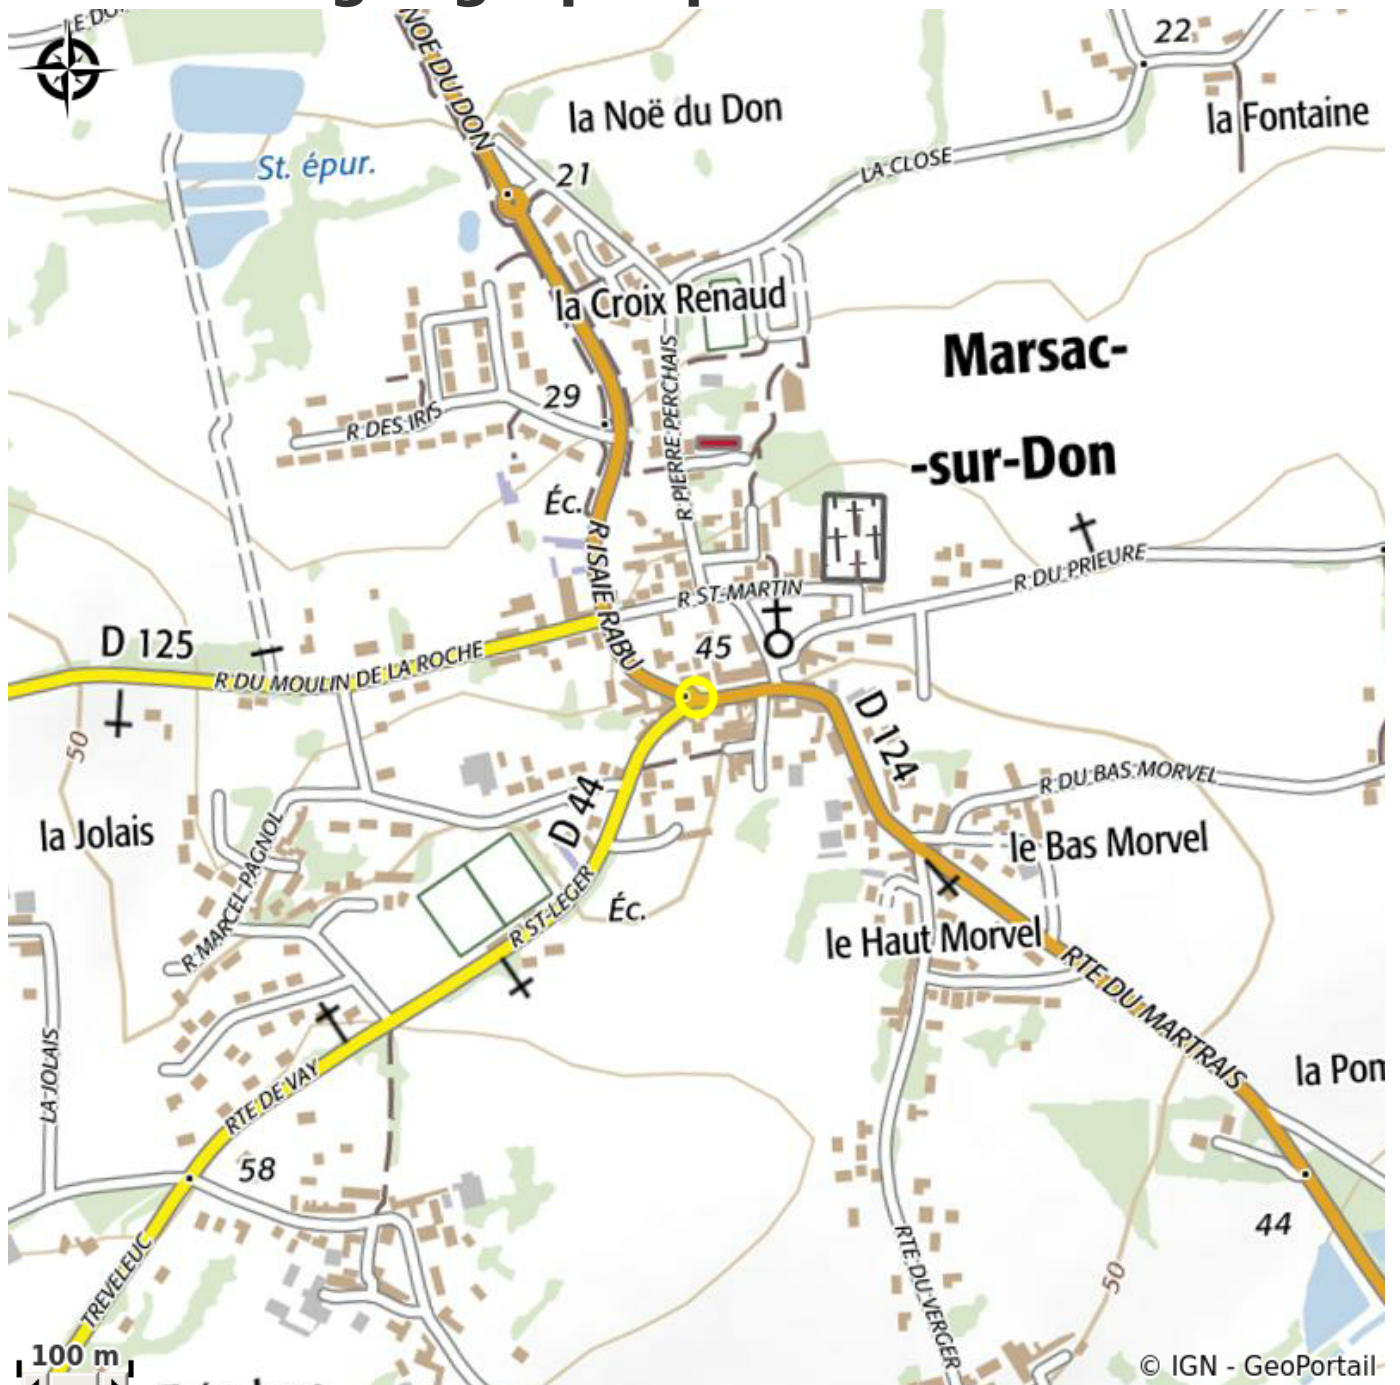 NOE DU DON
22
la Noë du Don
la Fontaine
St. épur.
21
LA CLOSE
la Croix Renaud
Marsac-
R PIERRE PERCHAIS
29
R DES IRIS
-sur-Don
Éc.
R ISAIE RABU
R DU PRIEURE
R ST-MARTIN
D 125
45
R DU MOULIN DE LA ROCHE
50
D 124
R DU BAS MORVEL
D 44
la Jolais
le Bas Morvel
R MARCEL PAGNOL
R ST-LEGER
Éc.
le Haut Morvel
RTE DU MARTRAIS
LA JOLAIS
RTE DE VAY
58
44
TREVELEUC
RTE DU VERGER
50
100 m
© IGN - GeoPortail